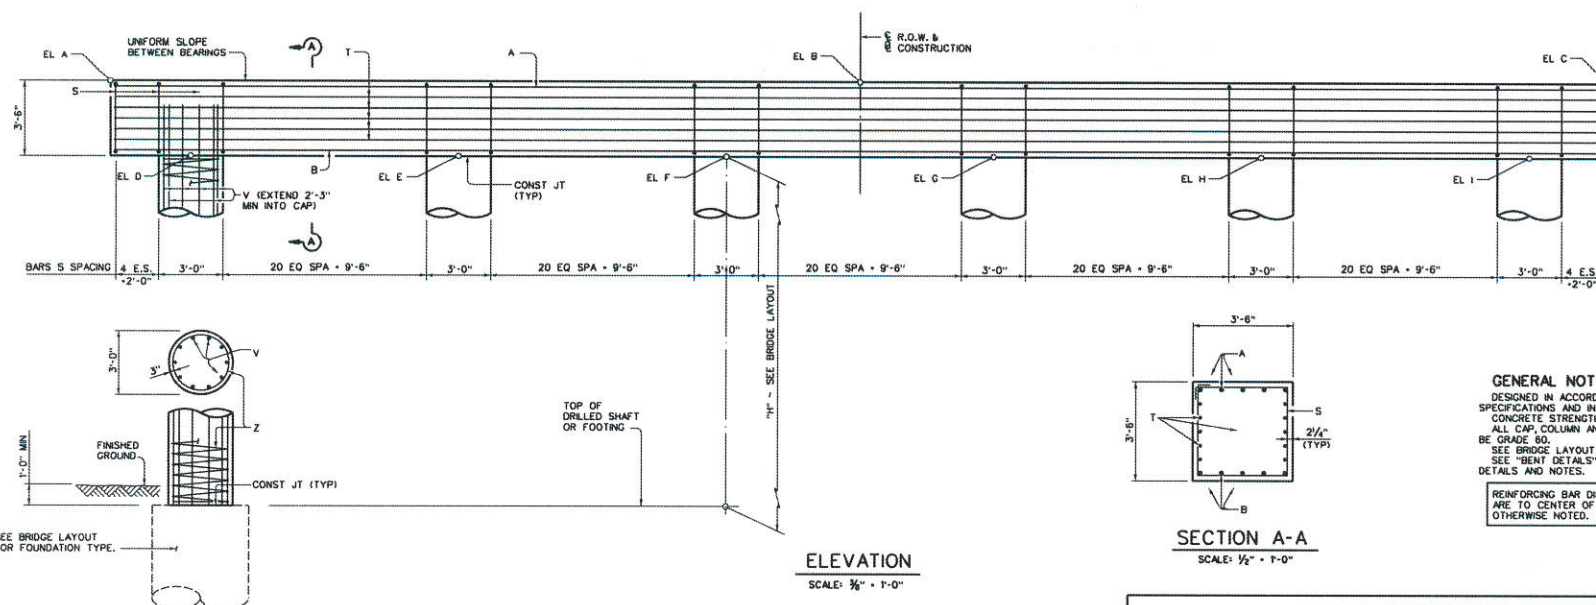 EL A
UNIFORM SLOPE
BETWEEN BEARINGS
A
T
A
EL B
℄ R.O.W. &
℄ CONSTRUCTION
EL C
S
3'-6"
EL D
B
EL E
CONST JT
(TYP)
EL F
EL G
EL H
EL I
V (EXTEND 2'-3"
MIN INTO CAP)
A
BARS S SPACING
4 E.S.
=2'-0"
3'-0"
20 EQ SPA = 9'-6"
3'-0"
20 EQ SPA = 9'-6"
3'-0"
20 EQ SPA = 9'-6"
3'-0"
20 EQ SPA = 9'-6"
3'-0"
20 EQ SPA = 9'-6"
3'-0"
4 E.S.
=2'-0"
"H" ~ SEE BRIDGE LAYOUT
3'-0"
3"
V
Z
FINISHED
GROUND
1'-0" MIN
CONST JT (TYP)
TOP OF
DRILLED SHAFT
OR FOOTING
EE BRIDGE LAYOUT
OR FOUNDATION TYPE.
ELEVATION
SCALE: 3/8" = 1'-0"
3'-6"
A
T
S
3'-6"
2 1/4"
(TYP)
B
SECTION A-A
SCALE: 1/2" = 1'-0"
GENERAL NOT
DESIGNED IN ACCORD
SPECIFICATIONS AND IN
CONCRETE STRENGT
ALL CAP, COLUMN AN
BE GRADE 60.
SEE BRIDGE LAYOUT
SEE "BENT DETAILS"
DETAILS AND NOTES.
REINFORCING BAR DI
ARE TO CENTER OF
OTHERWISE NOTED.